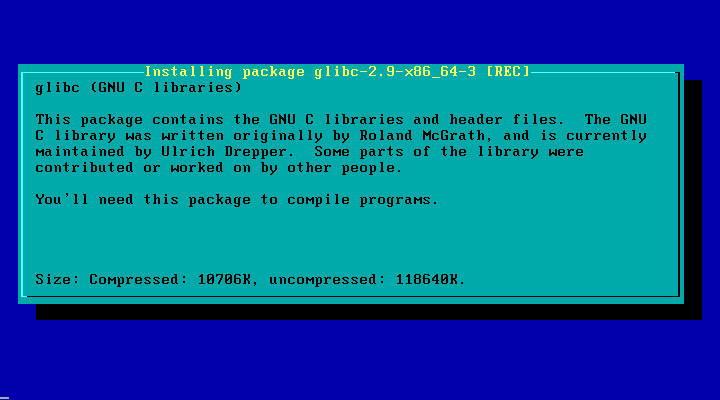 Installing package glibc-2.9-x86_64-3 [REC]
glibc (GNU C libraries)
This package contains the GNU C libraries and header files.  The GNU
C library was written originally by Roland McGrath, and is currently
maintained by Ulrich Drepper.  Some parts of the library were
contributed or worked on by other people.
You'll need this package to compile programs.
Size: Compressed: 10706K, uncompressed: 118640K.